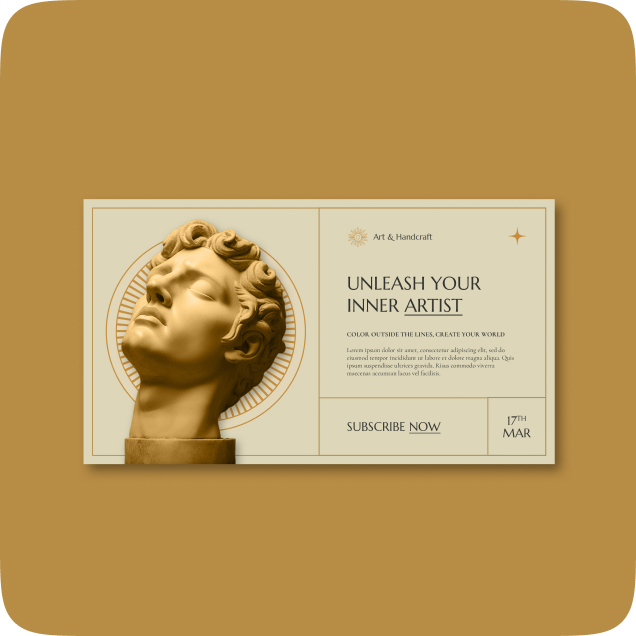 Art & Handcraft
UNLEASH YOUR
INNER ARTIST
COLOR OUTSIDE THE LINES, CREATE YOUR WORLD
Lorem ipsum dolor sit amet, consectetur adipiscing elit, sed do
eiusmod tempor incididunt ut labore et dolore magna aliqua. Quis
ipsum suspendisse ultrices gravida. Risus commodo viverra
maecenas accumsan lacus vel facilisis.
SUBSCRIBE NOW
17TH
MAR